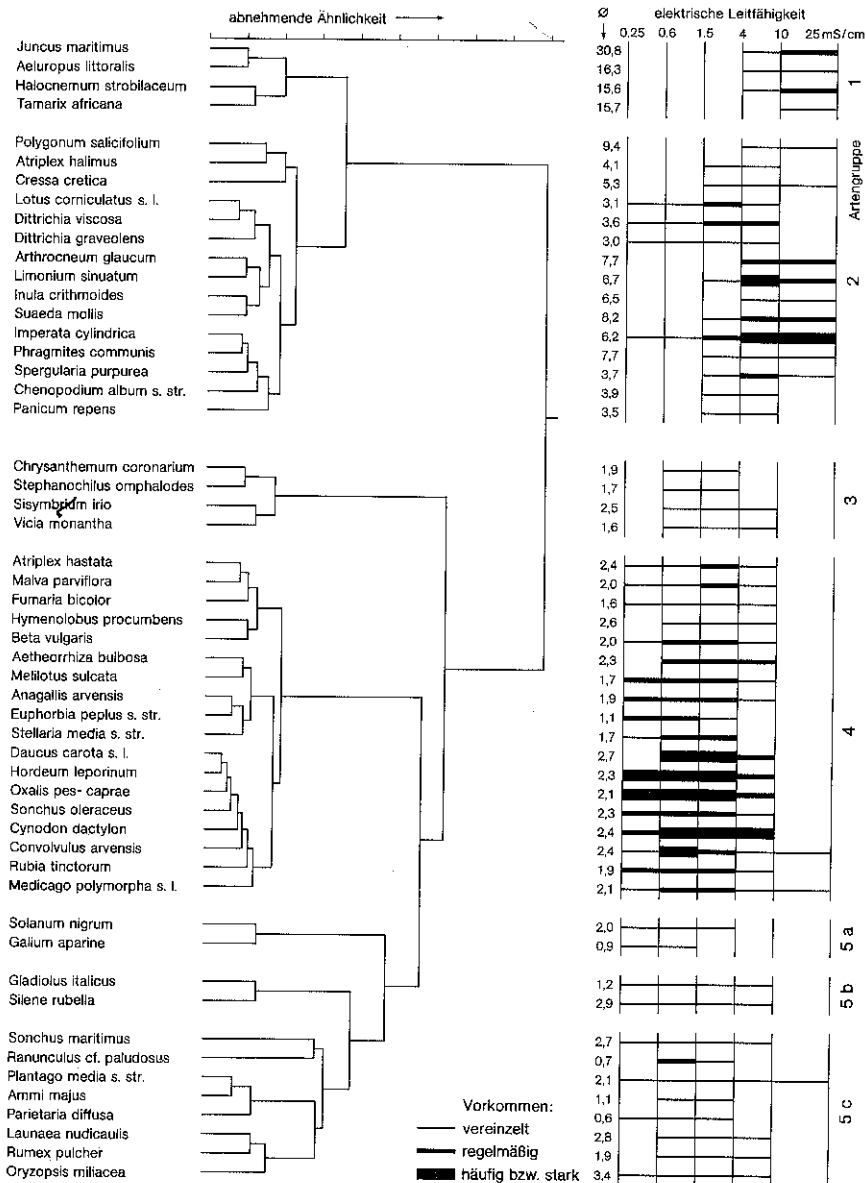 abnehmende Ähnlichkeit
Ø elektrische Leitfähigkeit
0.25 0.6 1.5 4 10 25 mS/cm
Juncus maritimus 30,8
Aeluropus littoralis 16,3
Halocnemum strobilaceum 15,6
Tamarix africana 15,7
1
Artengruppe
Polygonum salicifolium 9,4
Atriplex halimus 4,1
Cressa cretica 5,3
Lotus corniculatus s. l. 3,1
Dittrichia viscosa 3,6
Dittrichia graveolens 3,0
Arthrocneum glaucum 7,7
Limonium sinuatum 6,7
Inula crithmoides 6,5
Suaeda mollis 8,2
Imperata cylindrica 6,2
Phragmites communis 7,7
Spergularia purpurea 3,7
Chenopodium album s. str. 3,9
Panicum repens 3,5
2
Chrysanthemum coronarium 1,9
Stephanochilus omphalodes 1,7
Sisymbrium irio 2,5
Vicia monantha 1,6
3
Atriplex hastata 2,4
Malva parviflora 2,0
Fumaria bicolor 1,6
Hymenolobus procumbens 2,6
Beta vulgaris 2,0
Aetheorrhiza bulbosa 2,3
Melilotus sulcata 1,7
Anagallis arvensis 1,9
Euphorbia peplus s. str. 1,1
Stellaria media s. str. 1,7
Daucus carota s. l. 2,7
Hordeum leporinum 2,3
Oxalis pes- caprae 2,1
Sonchus oleraceus 2,3
Cynodon dactylon 2,4
Convolvulus arvensis 2,4
Rubia tinctorum 1,9
Medicago polymorpha s. l. 2,1
4
Solanum nigrum 2,0
Galium aparine 0,9
5 a
Gladiolus italicus 1,2
Silene rubella 2,9
5 b
Sonchus maritimus 2,7
Ranunculus cf. paludosus 0,7
Plantago media s. str. 2,1
Ammi majus 1,1
Parietaria diffusa 0,6
Launaea nudicaulis 2,8
Rumex pulcher 1,9
Oryzopsis miliacea 3,4
5 c
Vorkommen:
vereinzelt
regelmäßig
häufig bzw. stark